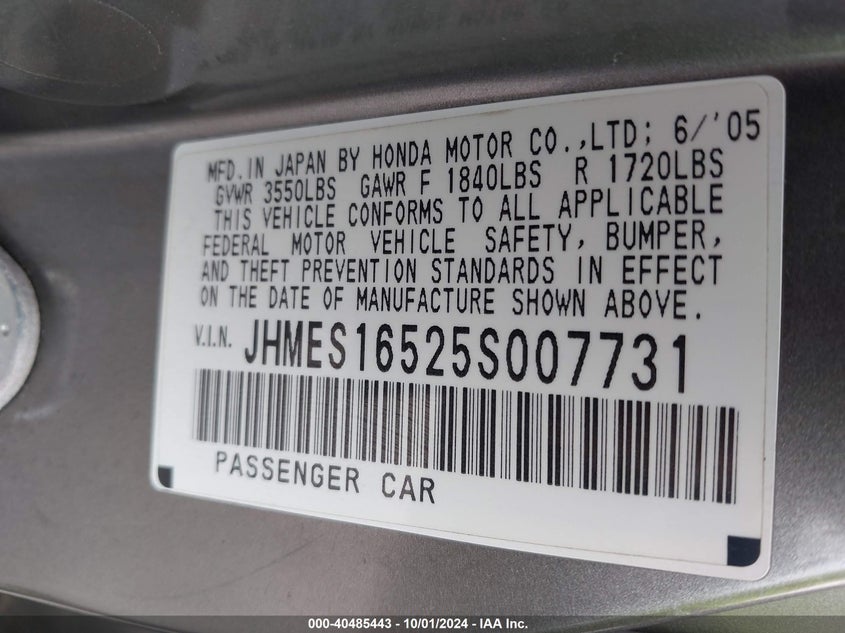 MFD.IN JAPAN BY HONDA MOTOR CO.,LTD; 6/'05
GVWR 3550LBS GAWR F 1840LBS R 1720LBS
THIS VEHICLE CONFORMS TO ALL APPLICABLE
FEDERAL MOTOR VEHICLE SAFETY, BUMPER,
AND THEFT PREVENTION STANDARDS IN EFFECT
ON THE DATE OF MANUFACTURE SHOWN ABOVE.
V.I.N. JHMES16525S007731
PASSENGER CAR
000-40485443 - 10/01/2024 - IAA Inc.